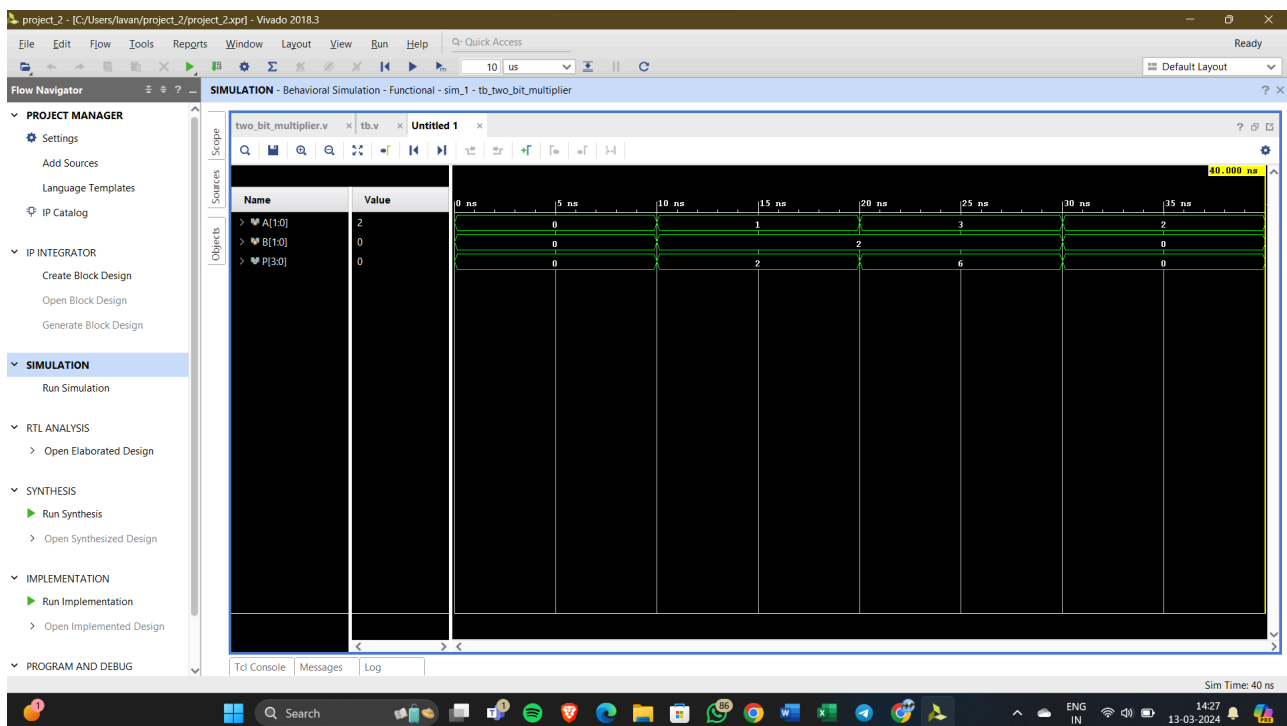 project_2 - [C:/Users/lavan/project_2/project_2.xpr] - Vivado 2018.3
File Edit Flow Tools Reports Window Layout View Run Help Q- Quick Access Ready
10 us Default Layout
Flow Navigator ? SIMULATION - Behavioral Simulation - Functional - sim_1 - tb_two_bit_multiplier ?
PROJECT MANAGER
Settings
Add Sources
Language Templates
IP Catalog
IP INTEGRATOR
Create Block Design
Open Block Design
Generate Block Design
SIMULATION
Run Simulation
RTL ANALYSIS
Open Elaborated Design
SYNTHESIS
Run Synthesis
Open Synthesized Design
IMPLEMENTATION
Run Implementation
Open Implemented Design
PROGRAM AND DEBUG
Scope
Sources
Objects
two_bit_multiplier.v tb.v Untitled 1 ?
40.000 ns
Name Value 0 ns 5 ns 10 ns 15 ns 20 ns 25 ns 30 ns 35 ns
A[1:0] 2 0 1 3 2
B[1:0] 0 0 2 0
P[3:0] 0 0 2 6 0
Tcl Console Messages Log
Sim Time: 40 ns
1 Search 1 86 ENG 14:27
IN 13-03-2024 PRE